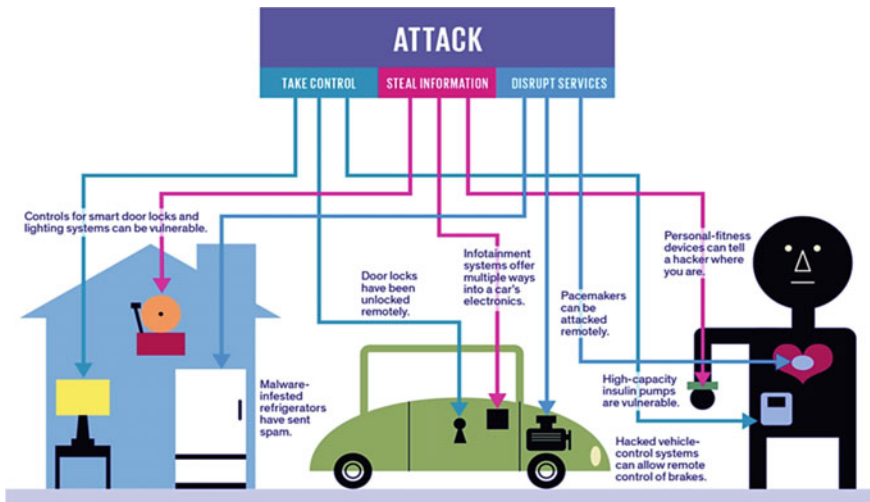 ATTACK
TAKE CONTROL
STEAL INFORMATION
DISRUPT SERVICES
Controls for smart door locks and
lighting systems can be vulnerable.
Door locks
have been
unlocked
remotely.
Infotainment
systems offer
multiple ways
into a car's
electronics.
Personal-fitness
devices can tell
a hacker where
you are.
Pacemakers
can be
attacked
remotely.
Malware-
infested
refrigerators
have sent
spam.
High-capacity
insulin pumps
are vulnerable.
Hacked vehicle-
control systems
can allow remote
control of brakes.